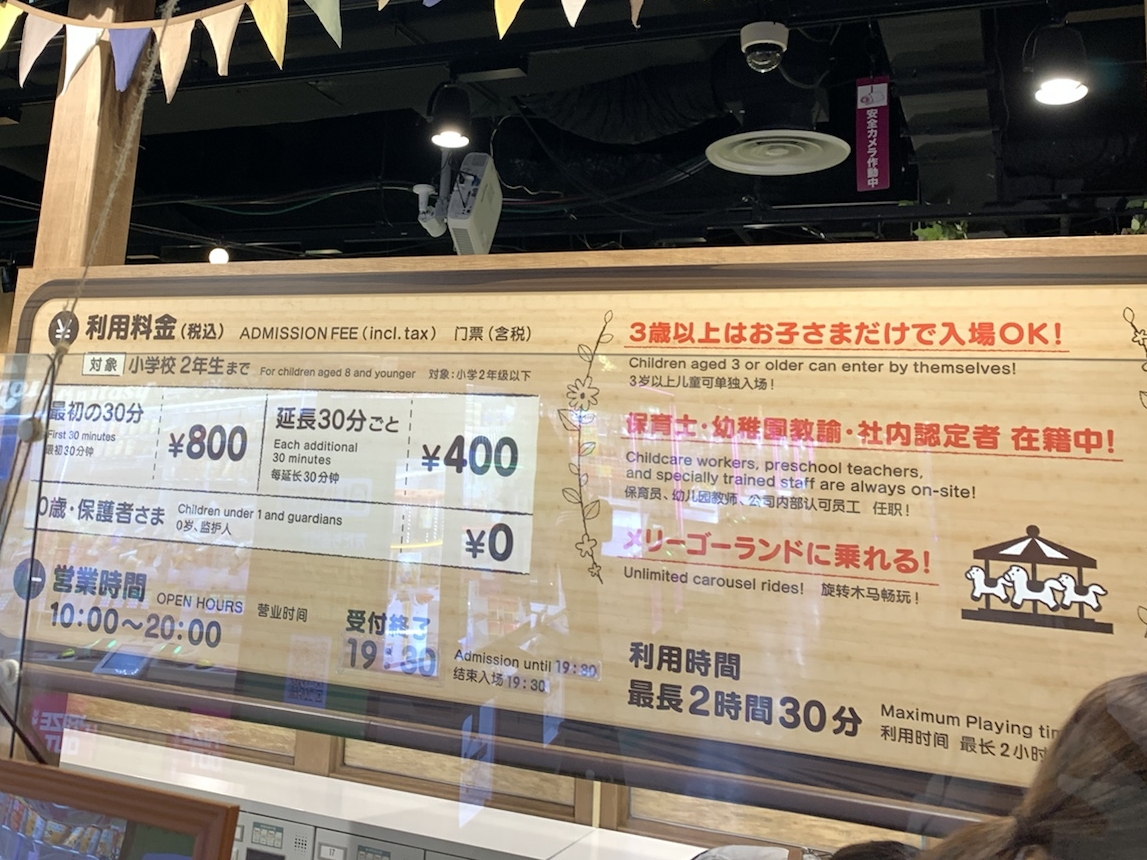 安全カメラ作動中
¥ 利用料金(税込) ADMISSION FEE (incl. tax) 门票(含税)
対象 小学校2年生まで For children aged 8 and younger 対象:小学2年级以下
最初の30分
First 30 minutes
最初30分钟
¥800
延長30分ごと
Each additional
30 minutes
每延长30分钟
¥400
0歳・保護者さま Children under 1 and guardians
0岁、监护人
¥0
営業時間 OPEN HOURS 营业时间
10:00～20:00
受付終了
19:30
Admission until 19:30
结束入场19:30
3歳以上はお子さまだけで入場OK!
Children aged 3 or older can enter by themselves!
3岁以上儿童可单独入场!
保育士・幼稚園教諭・社内認定者 在籍中!
Childcare workers, preschool teachers,
and specially trained staff are always on-site!
保育员、幼儿园教师、公司内部认可员工 任职!
メリーゴーランドに乗れる!
Unlimited carousel rides! 旋转木马畅玩!
利用時間
最長2時間30分
Maximum Playing
利用时间 最长2小时